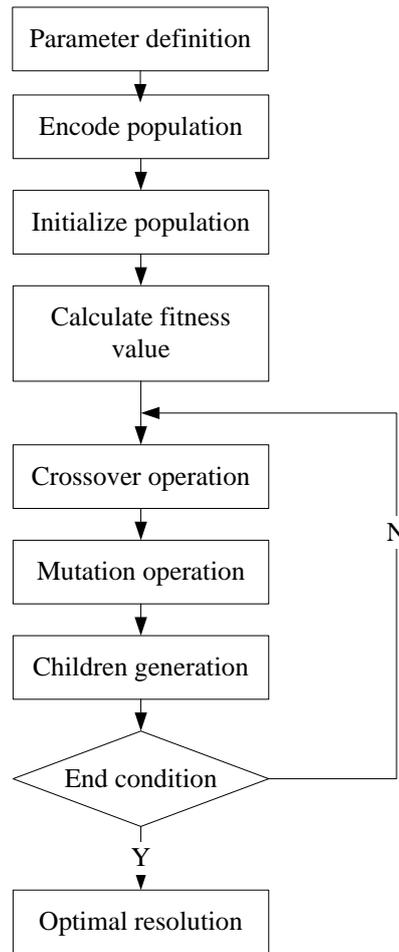 Parameter definition
Encode population
Initialize population
Calculate fitness
value
Crossover operation
N
Mutation operation
Children generation
End condition
Y
Optimal resolution